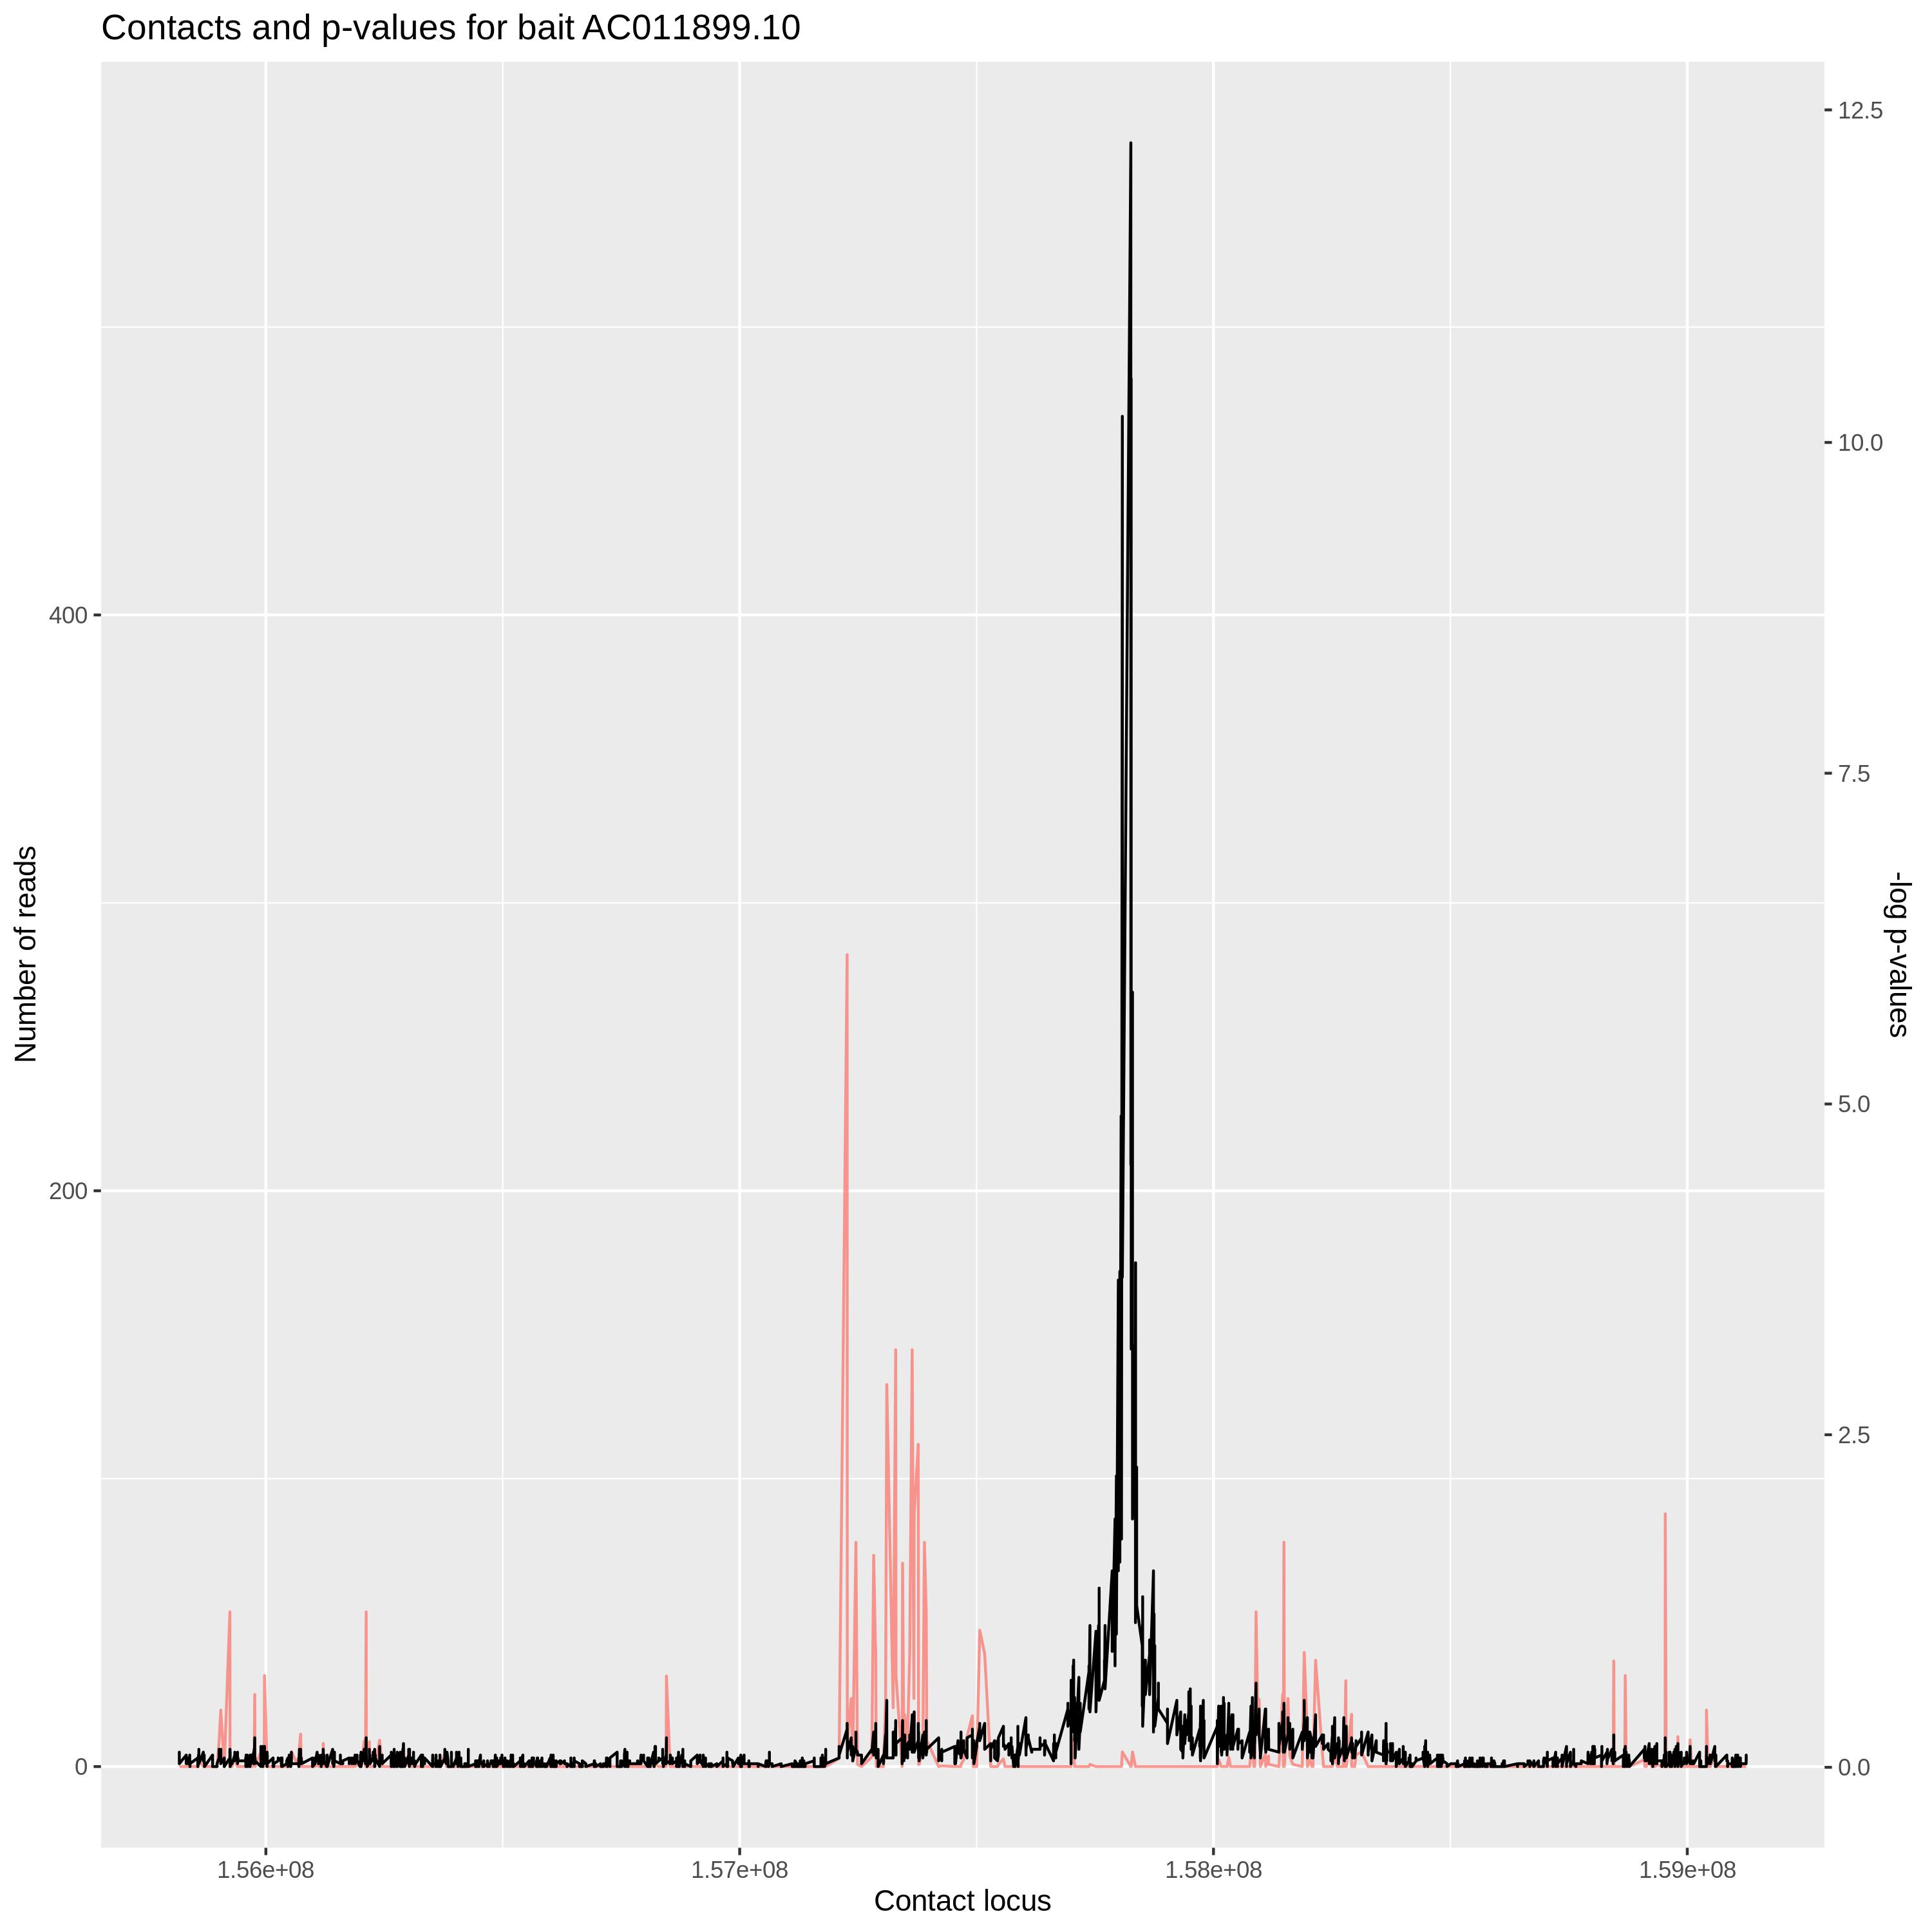 Contacts and p-values for bait AC011899.10
12.5
10.0
400
7.5
Number of reads
-log p-values
5.0
200
2.5
0
0.0
1.56e+08
1.57e+08
1.58e+08
1.59e+08
Contact locus